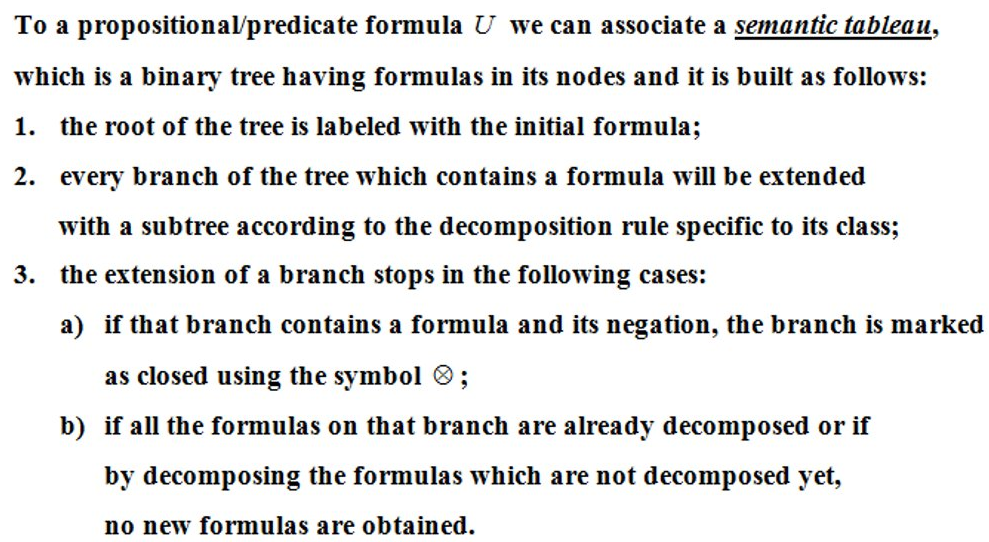 To a propositional/predicate formula U we can associate a semantic tableau,
which is a binary tree having formulas in its nodes and it is built as follows:
1. the root of the tree is labeled with the initial formula;
2. every branch of the tree which contains a formula will be extended
with a subtree according to the decomposition rule specific to its class;
3. the extension of a branch stops in the following cases:
a) if that branch contains a formula and its negation, the branch is marked
as closed using the symbol ⊗ ;
b) if all the formulas on that branch are already decomposed or if
by decomposing the formulas which are not decomposed yet,
no new formulas are obtained.